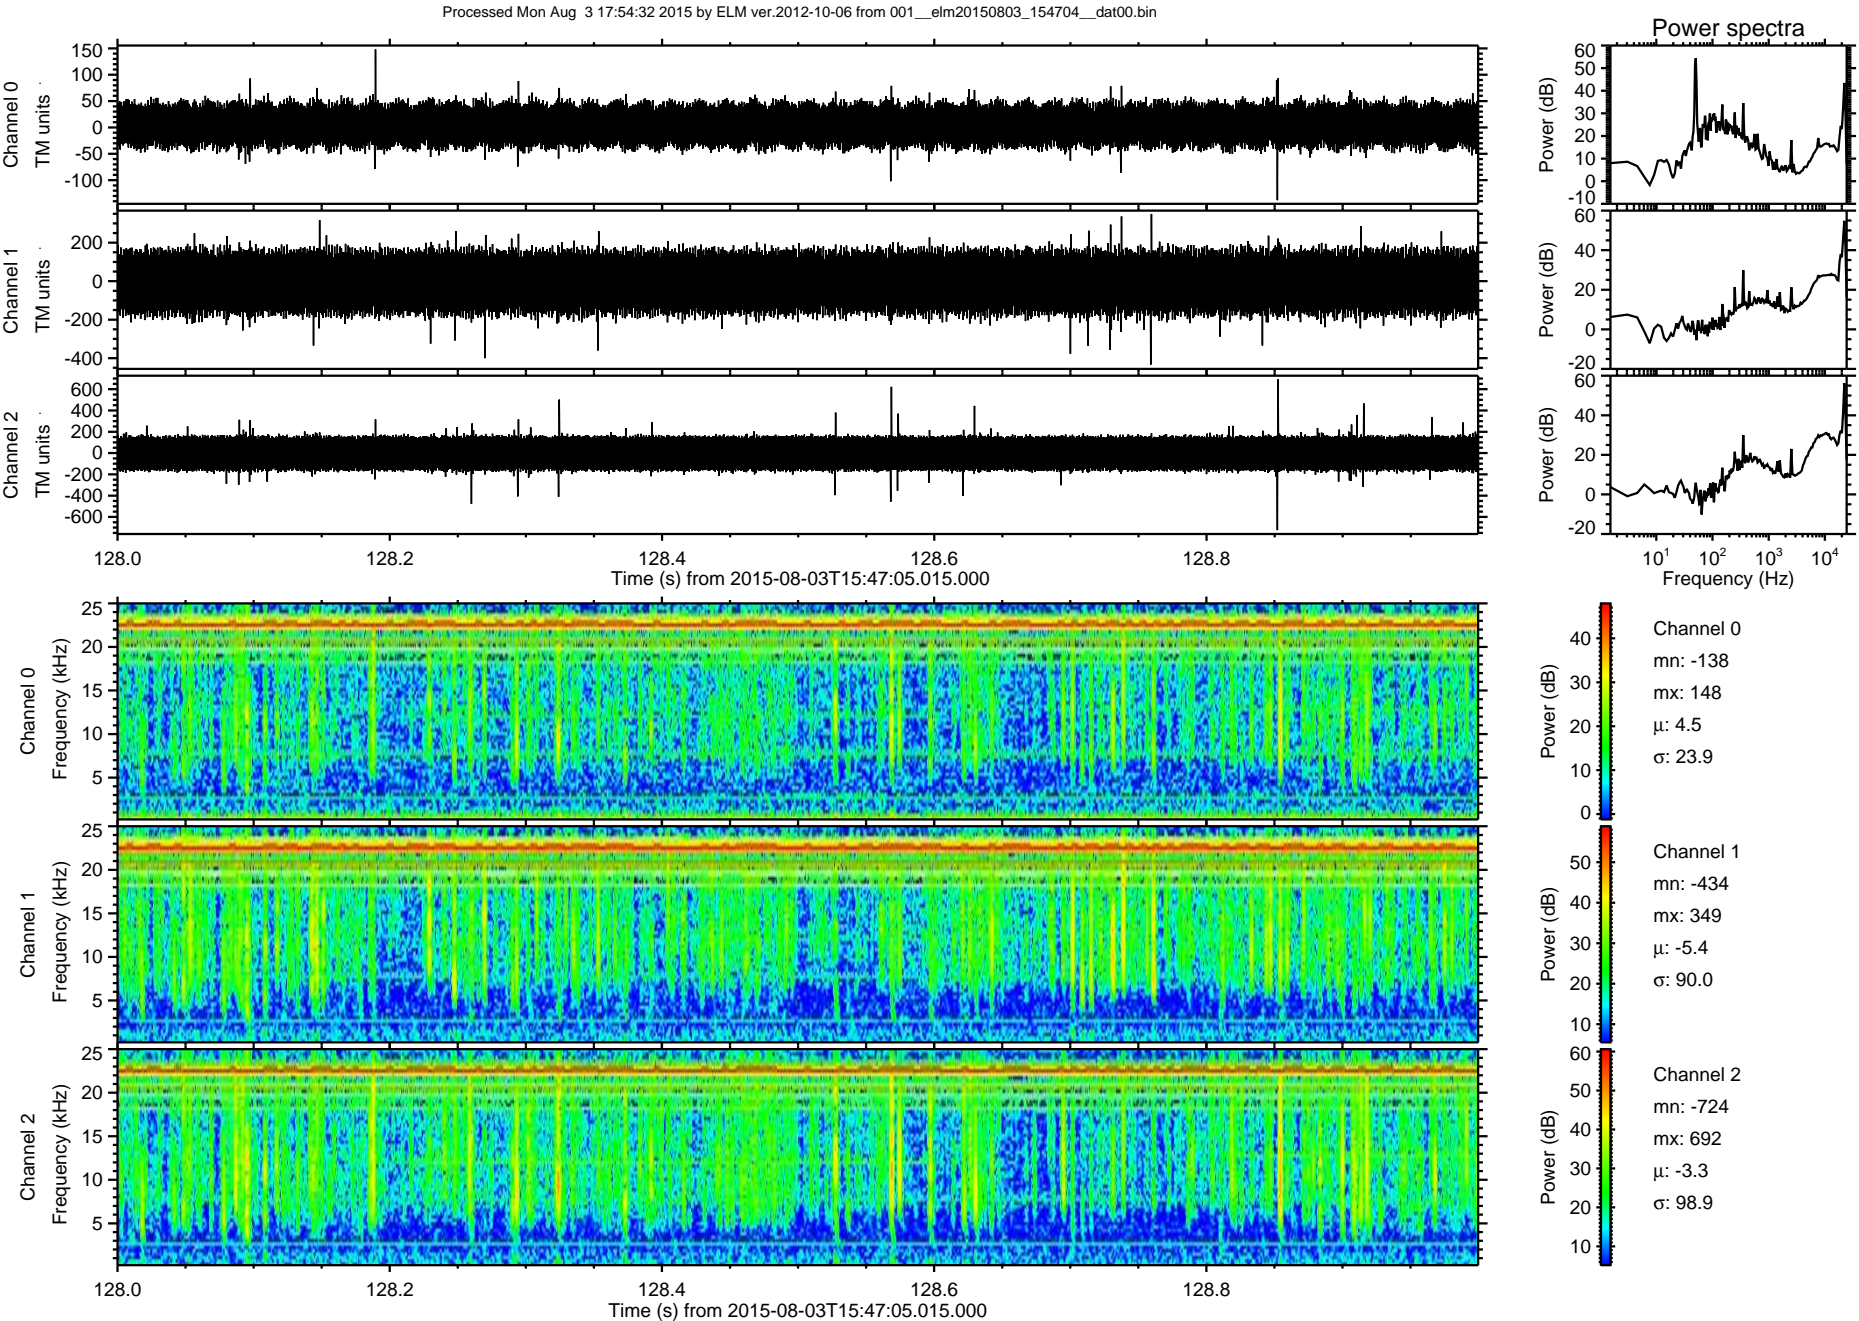 Processed Mon Aug  3 17:54:32 2015 by ELM ver.2012-10-06 from 001__elm20150803_154704__dat00.bin
Power spectra
Channel 0
TM units
150
100
50
0
-50
-100
Power (dB)
60
50
40
30
20
10
0
-10
Channel 1
TM units
200
0
-200
-400
Power (dB)
60
40
20
0
-20
Channel 2
TM units
600
400
200
0
-200
-400
-600
Power (dB)
60
40
20
0
-20
128.0 128.2 128.4 128.6 128.8
Time (s) from 2015-08-03T15:47:05.015.000
10^1 10^2 10^3 10^4
Frequency (Hz)
Channel 0
Frequency (kHz)
25
20
15
10
5
Power (dB)
40
30
20
10
0
Channel 0
mn: -138
mx: 148
μ: 4.5
σ: 23.9
Channel 1
Frequency (kHz)
25
20
15
10
5
Power (dB)
50
40
30
20
10
Channel 1
mn: -434
mx: 349
μ: -5.4
σ: 90.0
Channel 2
Frequency (kHz)
25
20
15
10
5
Power (dB)
60
50
40
30
20
10
Channel 2
mn: -724
mx: 692
μ: -3.3
σ: 98.9
128.0 128.2 128.4 128.6 128.8
Time (s) from 2015-08-03T15:47:05.015.000